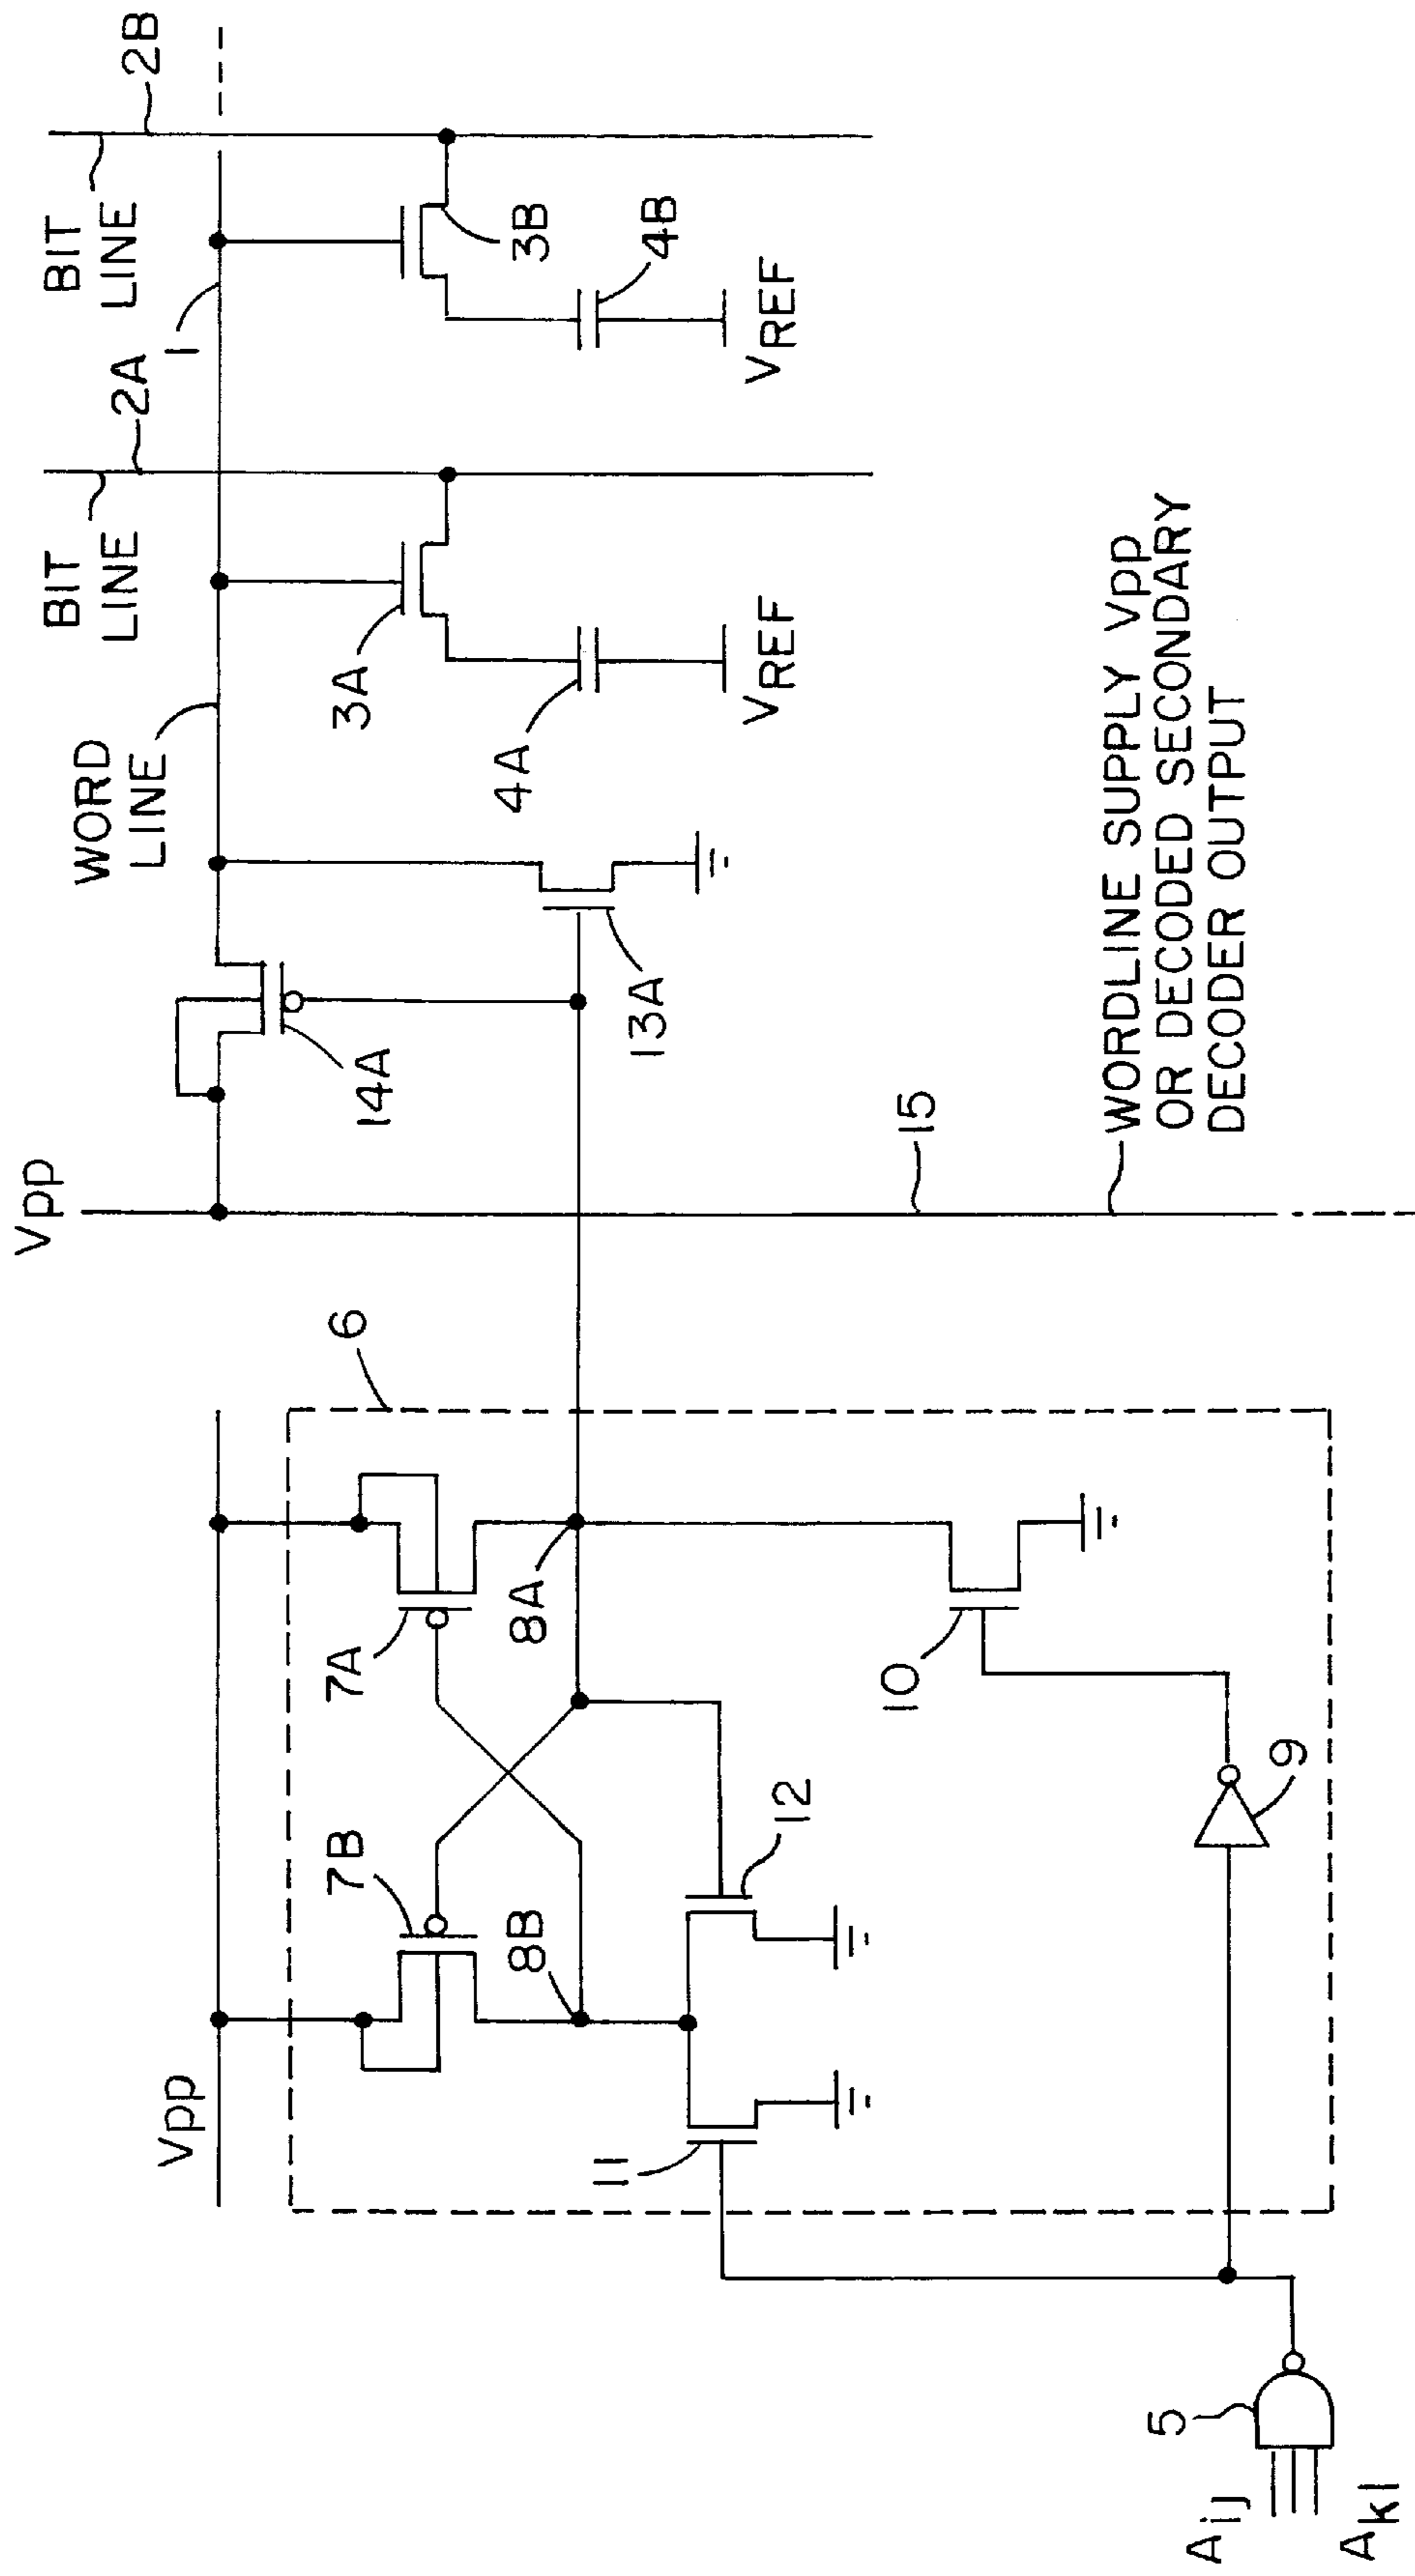 Vpp
BIT
LINE
2A
BIT
LINE
2B
WORD
LINE
1
14A
3A
3B
13A
4A
4B
VREF
VREF
Vpp
6
7B
7A
8B
8A
11
12
10
9
15
WORDLINE SUPPLY Vpp
OR DECODED SECONDARY
DECODER OUTPUT
5
Aij
Akl